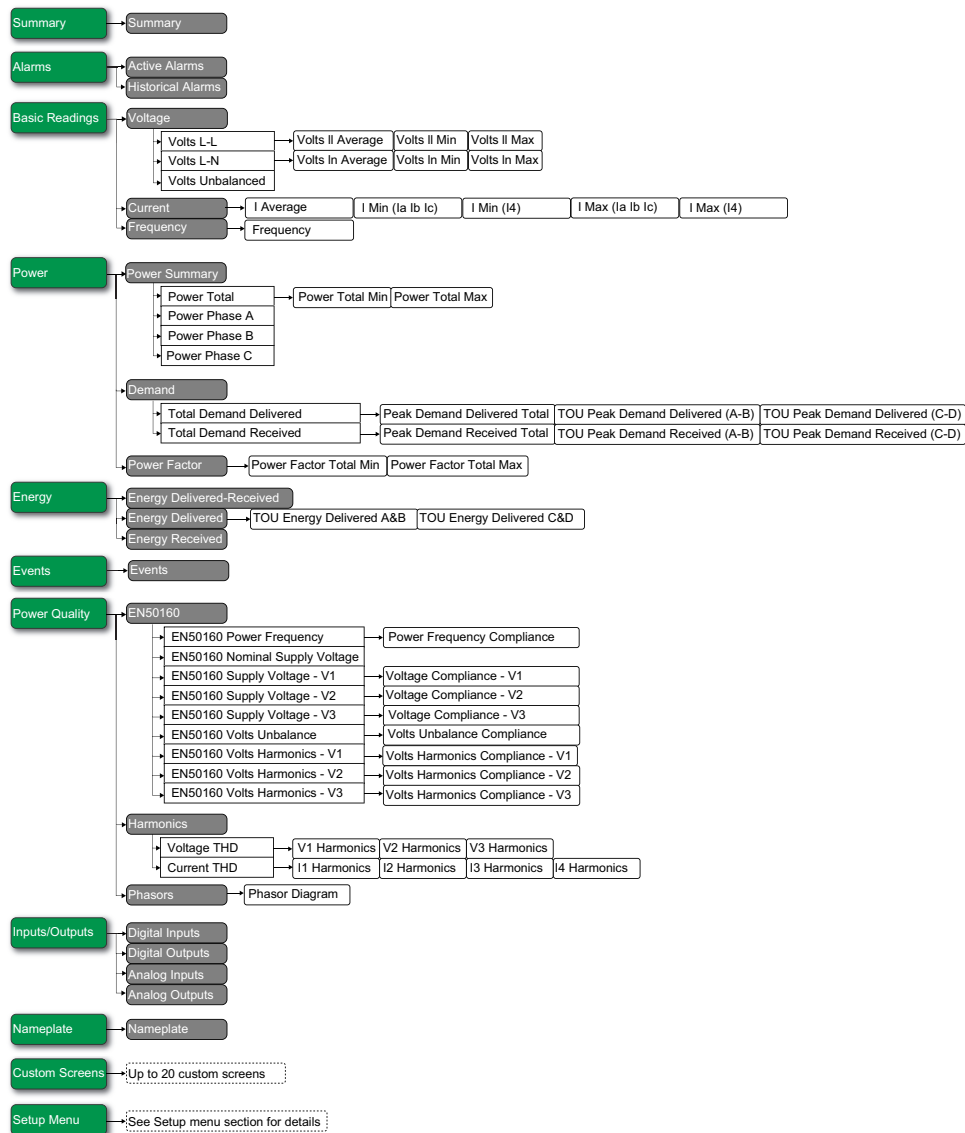 Summary Summary
Alarms Active Alarms
Historical Alarms
Basic Readings Voltage
Volts L-L Volts ll Average Volts ll Min Volts ll Max
Volts L-N Volts ln Average Volts ln Min Volts ln Max
Volts Unbalanced
Current I Average I Min (Ia Ib Ic) I Min (I4) I Max (Ia Ib Ic) I Max (I4)
Frequency Frequency
Power Power Summary
Power Total Power Total Min Power Total Max
Power Phase A
Power Phase B
Power Phase C
Demand
Total Demand Delivered Peak Demand Delivered Total TOU Peak Demand Delivered (A-B) TOU Peak Demand Delivered (C-D)
Total Demand Received Peak Demand Received Total TOU Peak Demand Received (A-B) TOU Peak Demand Received (C-D)
Power Factor Power Factor Total Min Power Factor Total Max
Energy Energy Delivered-Received
Energy Delivered TOU Energy Delivered A&B TOU Energy Delivered C&D
Energy Received
Events Events
Power Quality EN50160
EN50160 Power Frequency Power Frequency Compliance
EN50160 Nominal Supply Voltage
EN50160 Supply Voltage - V1 Voltage Compliance - V1
EN50160 Supply Voltage - V2 Voltage Compliance - V2
EN50160 Supply Voltage - V3 Voltage Compliance - V3
EN50160 Volts Unbalance Volts Unbalance Compliance
EN50160 Volts Harmonics - V1 Volts Harmonics Compliance - V1
EN50160 Volts Harmonics - V2 Volts Harmonics Compliance - V2
EN50160 Volts Harmonics - V3 Volts Harmonics Compliance - V3
Harmonics
Voltage THD V1 Harmonics V2 Harmonics V3 Harmonics
Current THD I1 Harmonics I2 Harmonics I3 Harmonics I4 Harmonics
Phasors Phasor Diagram
Inputs/Outputs Digital Inputs
Digital Outputs
Analog Inputs
Analog Outputs
Nameplate Nameplate
Custom Screens Up to 20 custom screens
Setup Menu See Setup menu section for details